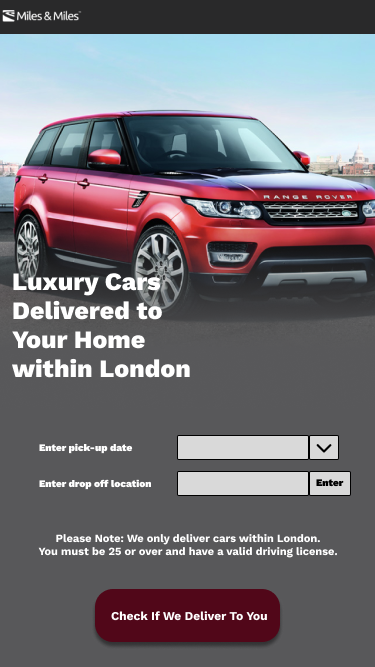 Miles & Miles
RANGE ROVER
Luxury Cars
Delivered to
Your Home
within London
Enter pick-up date
Enter drop off location
Enter
Please Note: We only deliver cars within London.
You must be 25 or over and have a valid driving license.
Check If We Deliver To You